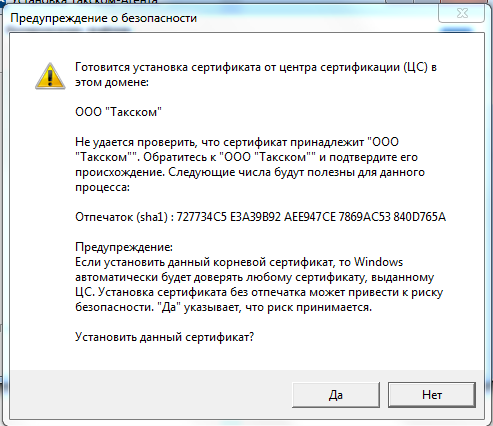 Установка Такском-Агента
Предупреждение о безопасности
Готовится установка сертификата от центра сертификации (ЦС) в
этом домене:
ООО "Такском"
Не удается проверить, что сертификат принадлежит "ООО
"Такском"". Обратитесь к "ООО "Такском"" и подтвердите его
происхождение. Следующие числа будут полезны для данного
процесса:
Отпечаток (sha1) : 727734C5 E3A39B92 AEE947CE 7869AC53 840D765A
Предупреждение:
Если установить данный корневой сертификат, то Windows
автоматически будет доверять любому сертификату, выданному
ЦС. Установка сертификата без отпечатка может привести к риску
безопасности. "Да" указывает, что риск принимается.
Установить данный сертификат?
Да
Нет